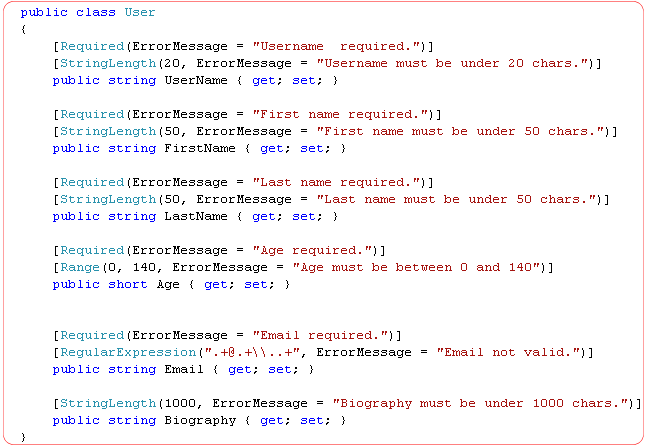 public class User
{
[Required(ErrorMessage = "Username  required.")]
[StringLength(20, ErrorMessage = "Username must be under 20 chars.")]
public string UserName { get; set; }
[Required(ErrorMessage = "First name required.")]
[StringLength(50, ErrorMessage = "First name must be under 50 chars.")]
public string FirstName { get; set; }
[Required(ErrorMessage = "Last name required.")]
[StringLength(50, ErrorMessage = "Last name must be under 50 chars.")]
public string LastName { get; set; }
[Required(ErrorMessage = "Age required.")]
[Range(0, 140, ErrorMessage = "Age must be between 0 and 140")]
public short Age { get; set; }
[Required(ErrorMessage = "Email required.")]
[RegularExpression(".+@.+\\..+", ErrorMessage = "Email not valid.")]
public string Email { get; set; }
[StringLength(1000, ErrorMessage = "Biography must be under 1000 chars.")]
public string Biography { get; set; }
}